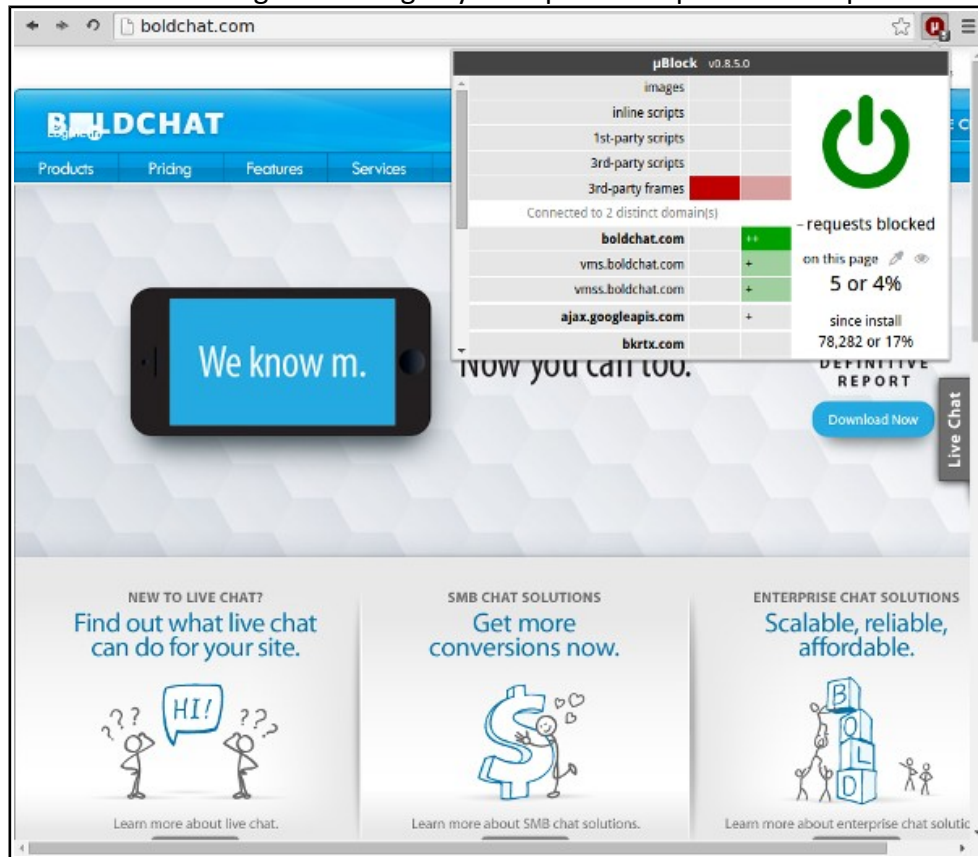 boldchat.com
µBlock v0.8.5.0
images
inline scripts
1st-party scripts
3rd-party scripts
3rd-party frames
Connected to 2 distinct domain(s)
boldchat.com ++
vms.boldchat.com +
vmss.boldchat.com +
ajax.googleapis.com +
bkrtx.com
– requests blocked
on this page
5 or 4%
since install
78,282 or 17%
B LDCHAT
E C
Products Pricing Features Services
We know m.
Now you can too.
DEFINITIVE
REPORT
Download Now
Live Chat
NEW TO LIVE CHAT?
Find out what live chat
can do for your site.
HI!
??
???
Learn more about live chat.
SMB CHAT SOLUTIONS
Get more
conversions now.
$
Learn more about SMB chat solutions.
ENTERPRISE CHAT SOLUTIONS
Scalable, reliable,
affordable.
B
O
L
D
Learn more about enterprise chat solutic